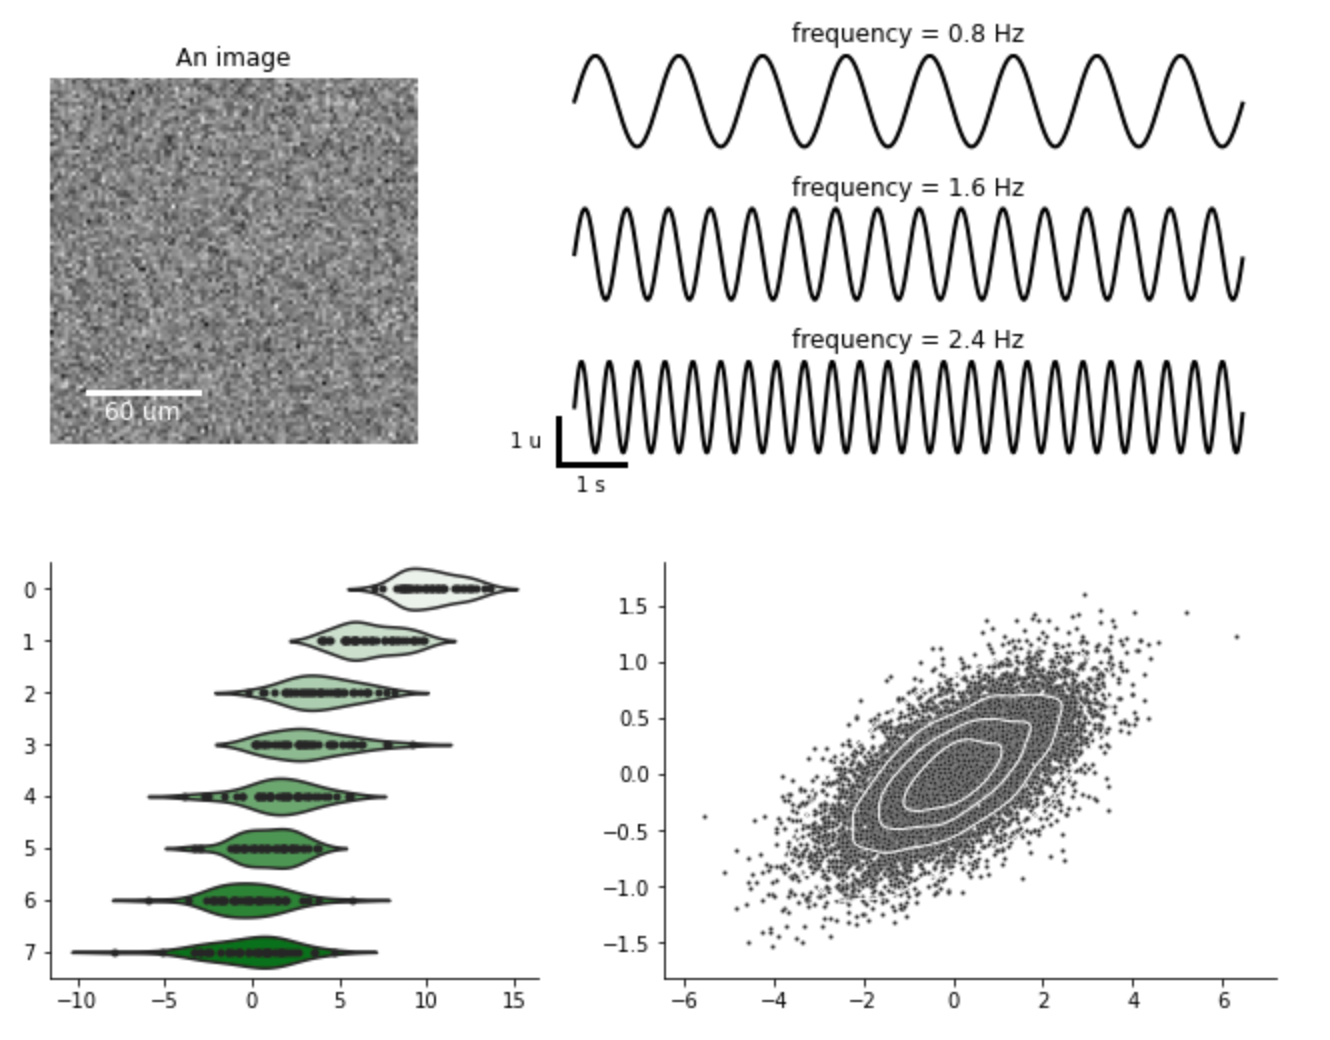 An image
60 um
frequency = 0.8 Hz
frequency = 1.6 Hz
frequency = 2.4 Hz
1 u
1 s
0
1
2
3
4
5
6
7
−10 −5 0 5 10 15
1.5
1.0
0.5
0.0
−0.5
−1.0
−1.5
−6 −4 −2 0 2 4 6